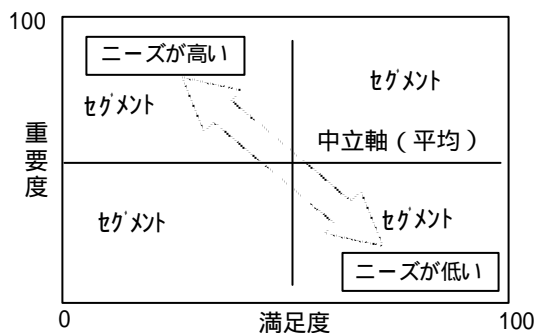 100
ニーズが高い
セグメント
セグメント
重要度
中立軸(平均)
セグメント
セグメント
ニーズが低い
0
満足度
100